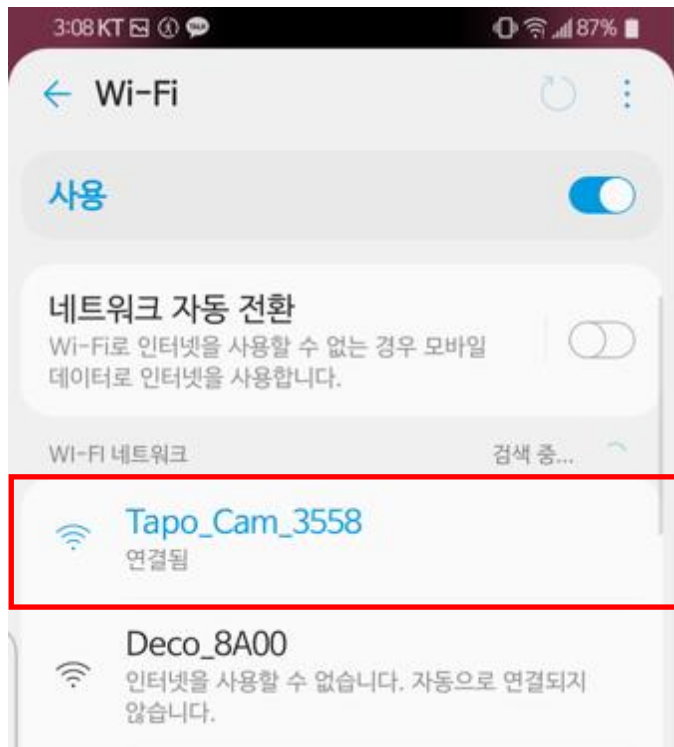 3:08 KT 87%
Wi-Fi
사용
네트워크 자동 전환
Wi-Fi로 인터넷을 사용할 수 없는 경우 모바일
데이터로 인터넷을 사용합니다.
WI-FI 네트워크 검색 중...
Tapo_Cam_3558
연결됨
Deco_8A00
인터넷을 사용할 수 없습니다. 자동으로 연결되지
않습니다.